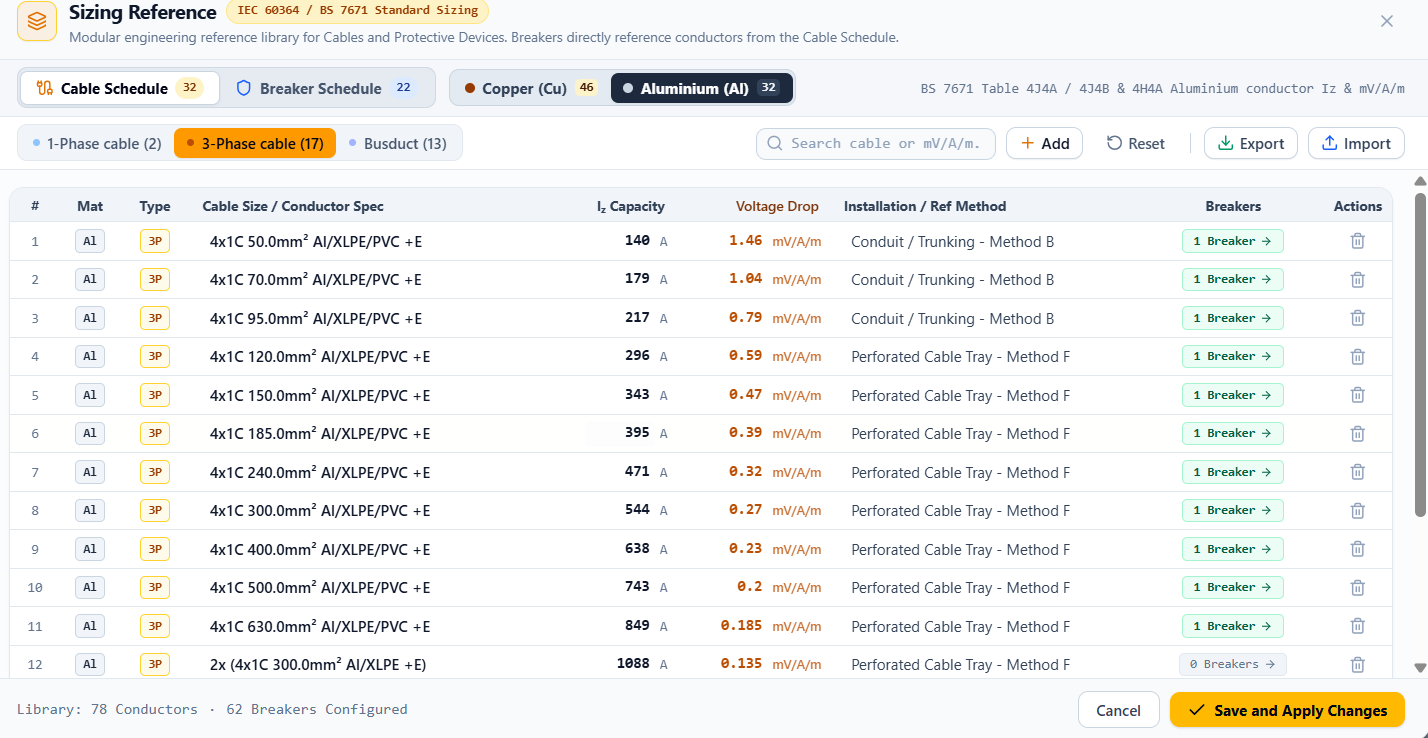 Sizing Reference IEC 60364 / BS 7671 Standard Sizing
Modular engineering reference library for Cables and Protective Devices. Breakers directly reference conductors from the Cable Schedule.
Cable Schedule 32 Breaker Schedule 22 Copper (Cu) 46 Aluminium (Al) 32 BS 7671 Table 4J4A / 4J4B & 4H4A Aluminium conductor Iz & mV/A/m
1-Phase cable (2) 3-Phase cable (17) Busduct (13) Search cable or mV/A/m. + Add Reset Export Import
# Mat Type Cable Size / Conductor Spec Iz Capacity Voltage Drop Installation / Ref Method Breakers Actions
1 Al 3P 4x1C 50.0mm² Al/XLPE/PVC +E 140 A 1.46 mV/A/m Conduit / Trunking - Method B 1 Breaker →
2 Al 3P 4x1C 70.0mm² Al/XLPE/PVC +E 179 A 1.04 mV/A/m Conduit / Trunking - Method B 1 Breaker →
3 Al 3P 4x1C 95.0mm² Al/XLPE/PVC +E 217 A 0.79 mV/A/m Conduit / Trunking - Method B 1 Breaker →
4 Al 3P 4x1C 120.0mm² Al/XLPE/PVC +E 296 A 0.59 mV/A/m Perforated Cable Tray - Method F 1 Breaker →
5 Al 3P 4x1C 150.0mm² Al/XLPE/PVC +E 343 A 0.47 mV/A/m Perforated Cable Tray - Method F 1 Breaker →
6 Al 3P 4x1C 185.0mm² Al/XLPE/PVC +E 395 A 0.39 mV/A/m Perforated Cable Tray - Method F 1 Breaker →
7 Al 3P 4x1C 240.0mm² Al/XLPE/PVC +E 471 A 0.32 mV/A/m Perforated Cable Tray - Method F 1 Breaker →
8 Al 3P 4x1C 300.0mm² Al/XLPE/PVC +E 544 A 0.27 mV/A/m Perforated Cable Tray - Method F 1 Breaker →
9 Al 3P 4x1C 400.0mm² Al/XLPE/PVC +E 638 A 0.23 mV/A/m Perforated Cable Tray - Method F 1 Breaker →
10 Al 3P 4x1C 500.0mm² Al/XLPE/PVC +E 743 A 0.2 mV/A/m Perforated Cable Tray - Method F 1 Breaker →
11 Al 3P 4x1C 630.0mm² Al/XLPE/PVC +E 849 A 0.185 mV/A/m Perforated Cable Tray - Method F 1 Breaker →
12 Al 3P 2x (4x1C 300.0mm² Al/XLPE +E) 1088 A 0.135 mV/A/m Perforated Cable Tray - Method F 0 Breakers →
Library: 78 Conductors · 62 Breakers Configured Cancel Save and Apply Changes